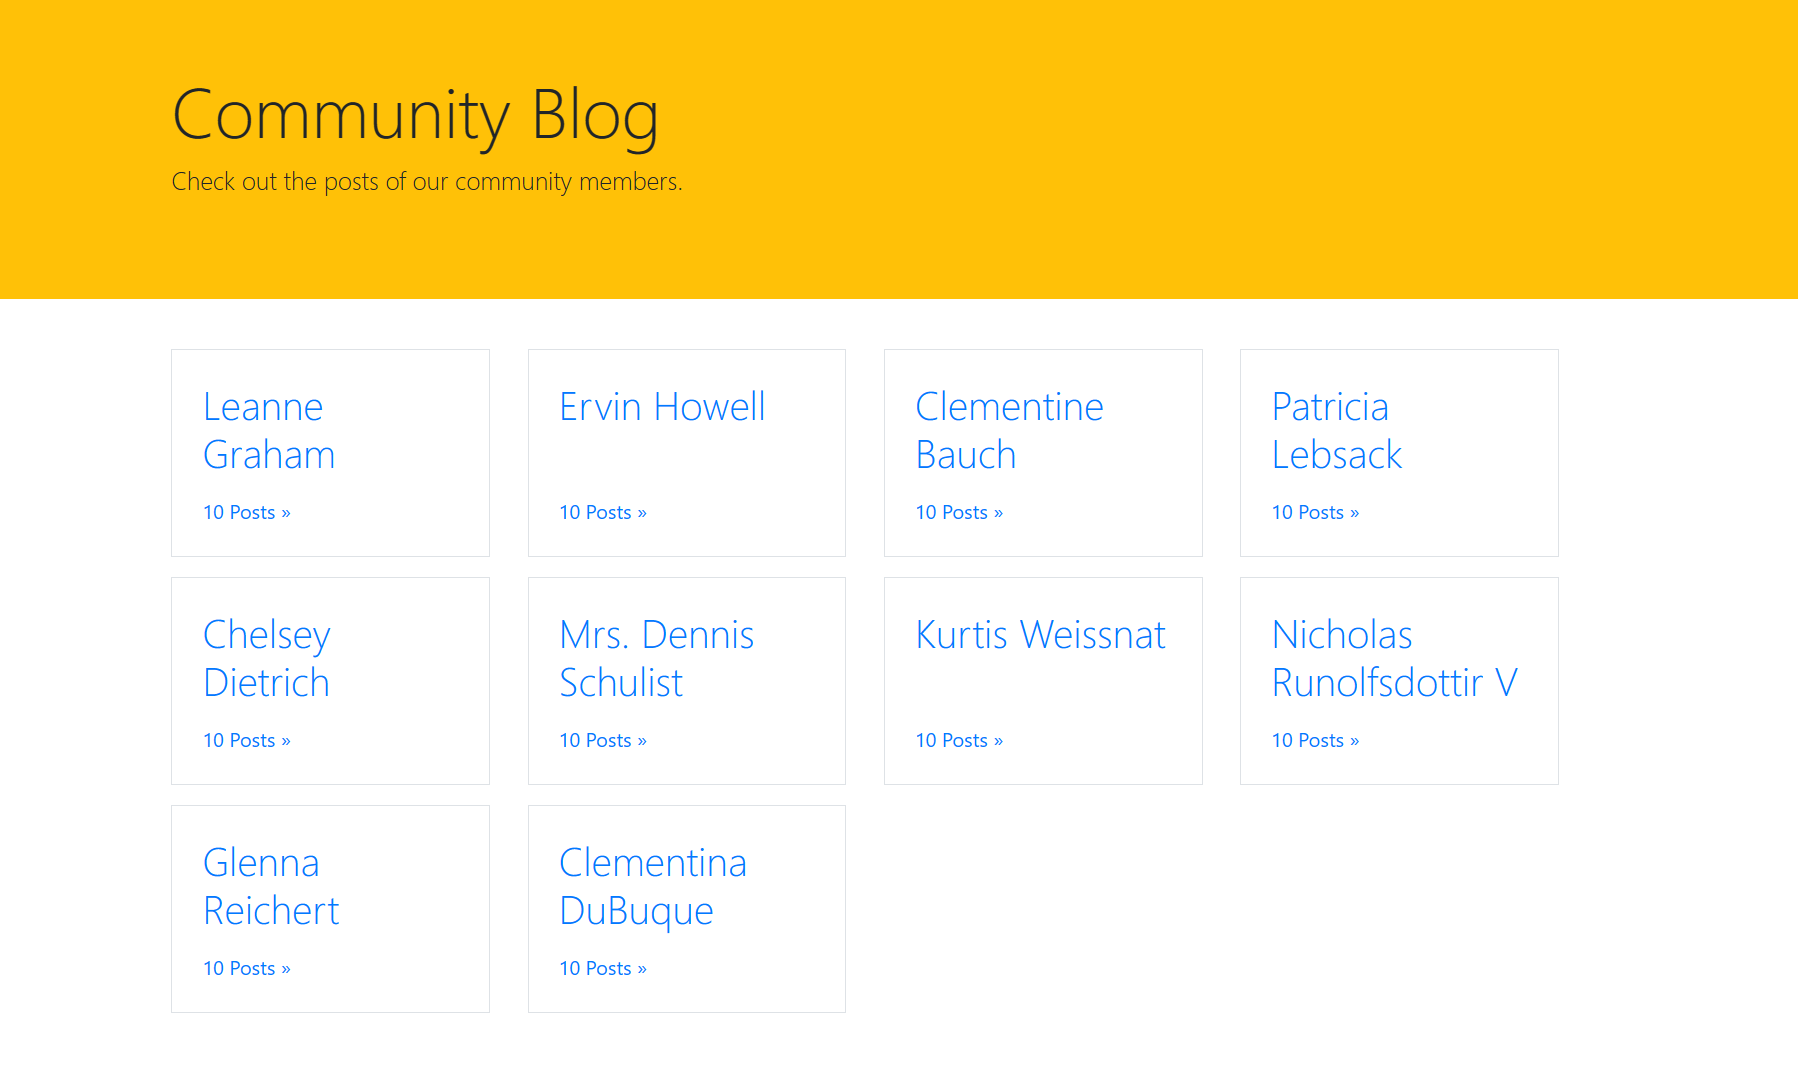 Community Blog
Check out the posts of our community members.
Leanne
Graham
10 Posts »
Ervin Howell
10 Posts »
Clementine
Bauch
10 Posts »
Patricia
Lebsack
10 Posts »
Chelsey
Dietrich
10 Posts »
Mrs. Dennis
Schulist
10 Posts »
Kurtis Weissnat
10 Posts »
Nicholas
Runolfsdottir V
10 Posts »
Glenna
Reichert
10 Posts »
Clementina
DuBuque
10 Posts »